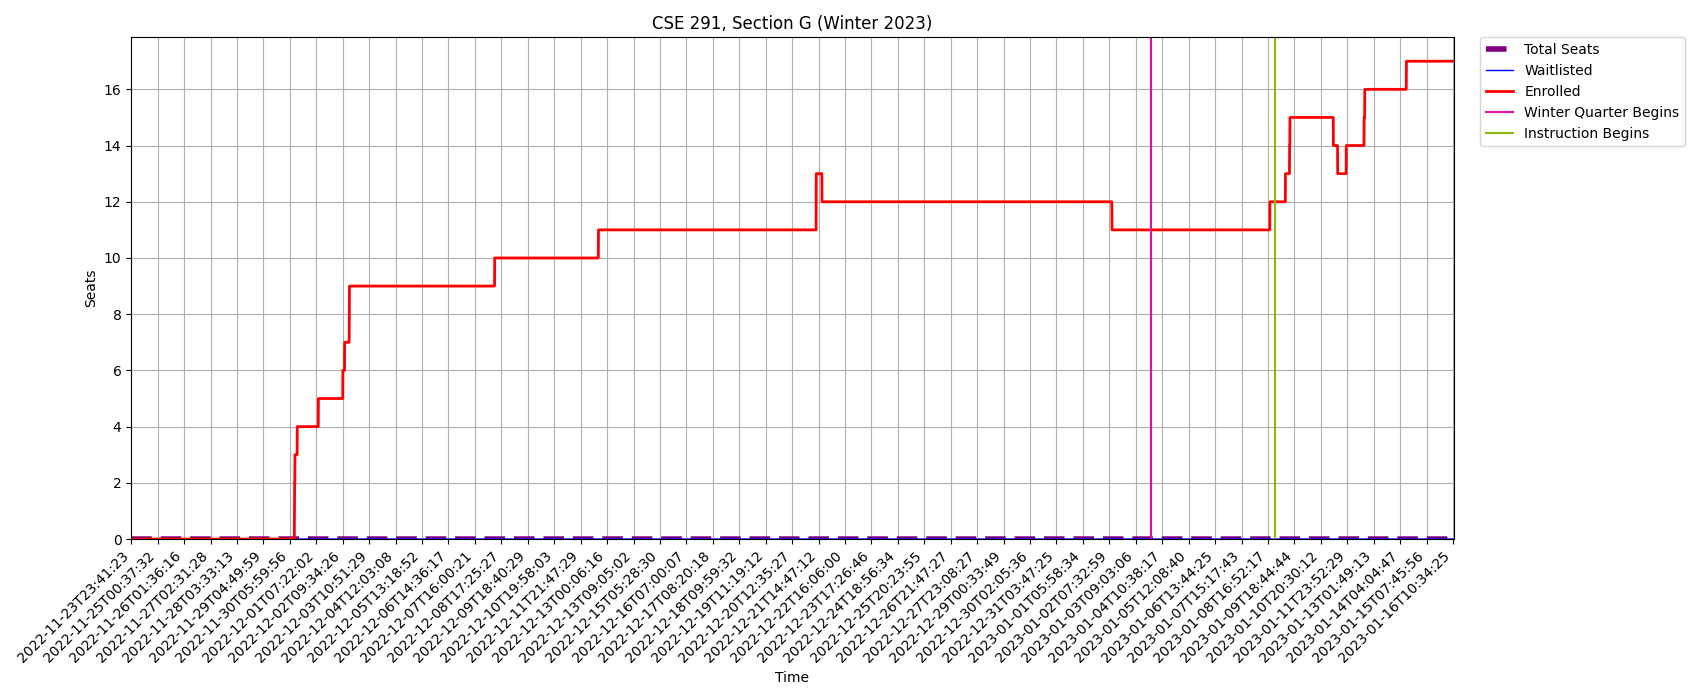 CSE 291, Section G (Winter 2023)
Total Seats
Waitlisted
Enrolled
Winter Quarter Begins
Instruction Begins
Seats
16
14
12
10
8
6
4
2
0
2022-11-23T23:41:23
2022-11-25T00:37:32
2022-11-26T01:36:16
2022-11-27T02:31:28
2022-11-28T03:33:13
2022-11-29T04:49:59
2022-11-30T05:59:56
2022-12-01T07:22:02
2022-12-02T09:34:26
2022-12-03T10:51:29
2022-12-04T12:03:08
2022-12-05T13:18:52
2022-12-06T14:36:17
2022-12-07T16:00:21
2022-12-08T17:25:27
2022-12-09T18:40:29
2022-12-10T19:58:03
2022-12-11T21:47:29
2022-12-13T00:06:16
2022-12-13T09:05:02
2022-12-15T05:28:30
2022-12-16T07:00:07
2022-12-17T08:20:18
2022-12-18T09:59:32
2022-12-19T11:19:12
2022-12-20T12:35:27
2022-12-21T14:47:12
2022-12-22T16:06:00
2022-12-23T17:26:46
2022-12-24T18:56:34
2022-12-25T20:23:55
2022-12-26T21:47:27
2022-12-27T23:08:27
2022-12-29T00:33:49
2022-12-30T02:05:36
2022-12-31T03:47:25
2023-01-01T05:58:34
2023-01-02T07:32:59
2023-01-03T09:03:06
2023-01-04T10:38:17
2023-01-05T12:08:40
2023-01-06T13:44:25
2023-01-07T15:17:43
2023-01-08T16:52:17
2023-01-09T18:44:44
2023-01-10T20:30:12
2023-01-11T23:52:29
2023-01-13T01:49:13
2023-01-14T04:04:47
2023-01-15T07:45:56
2023-01-16T10:34:25
Time